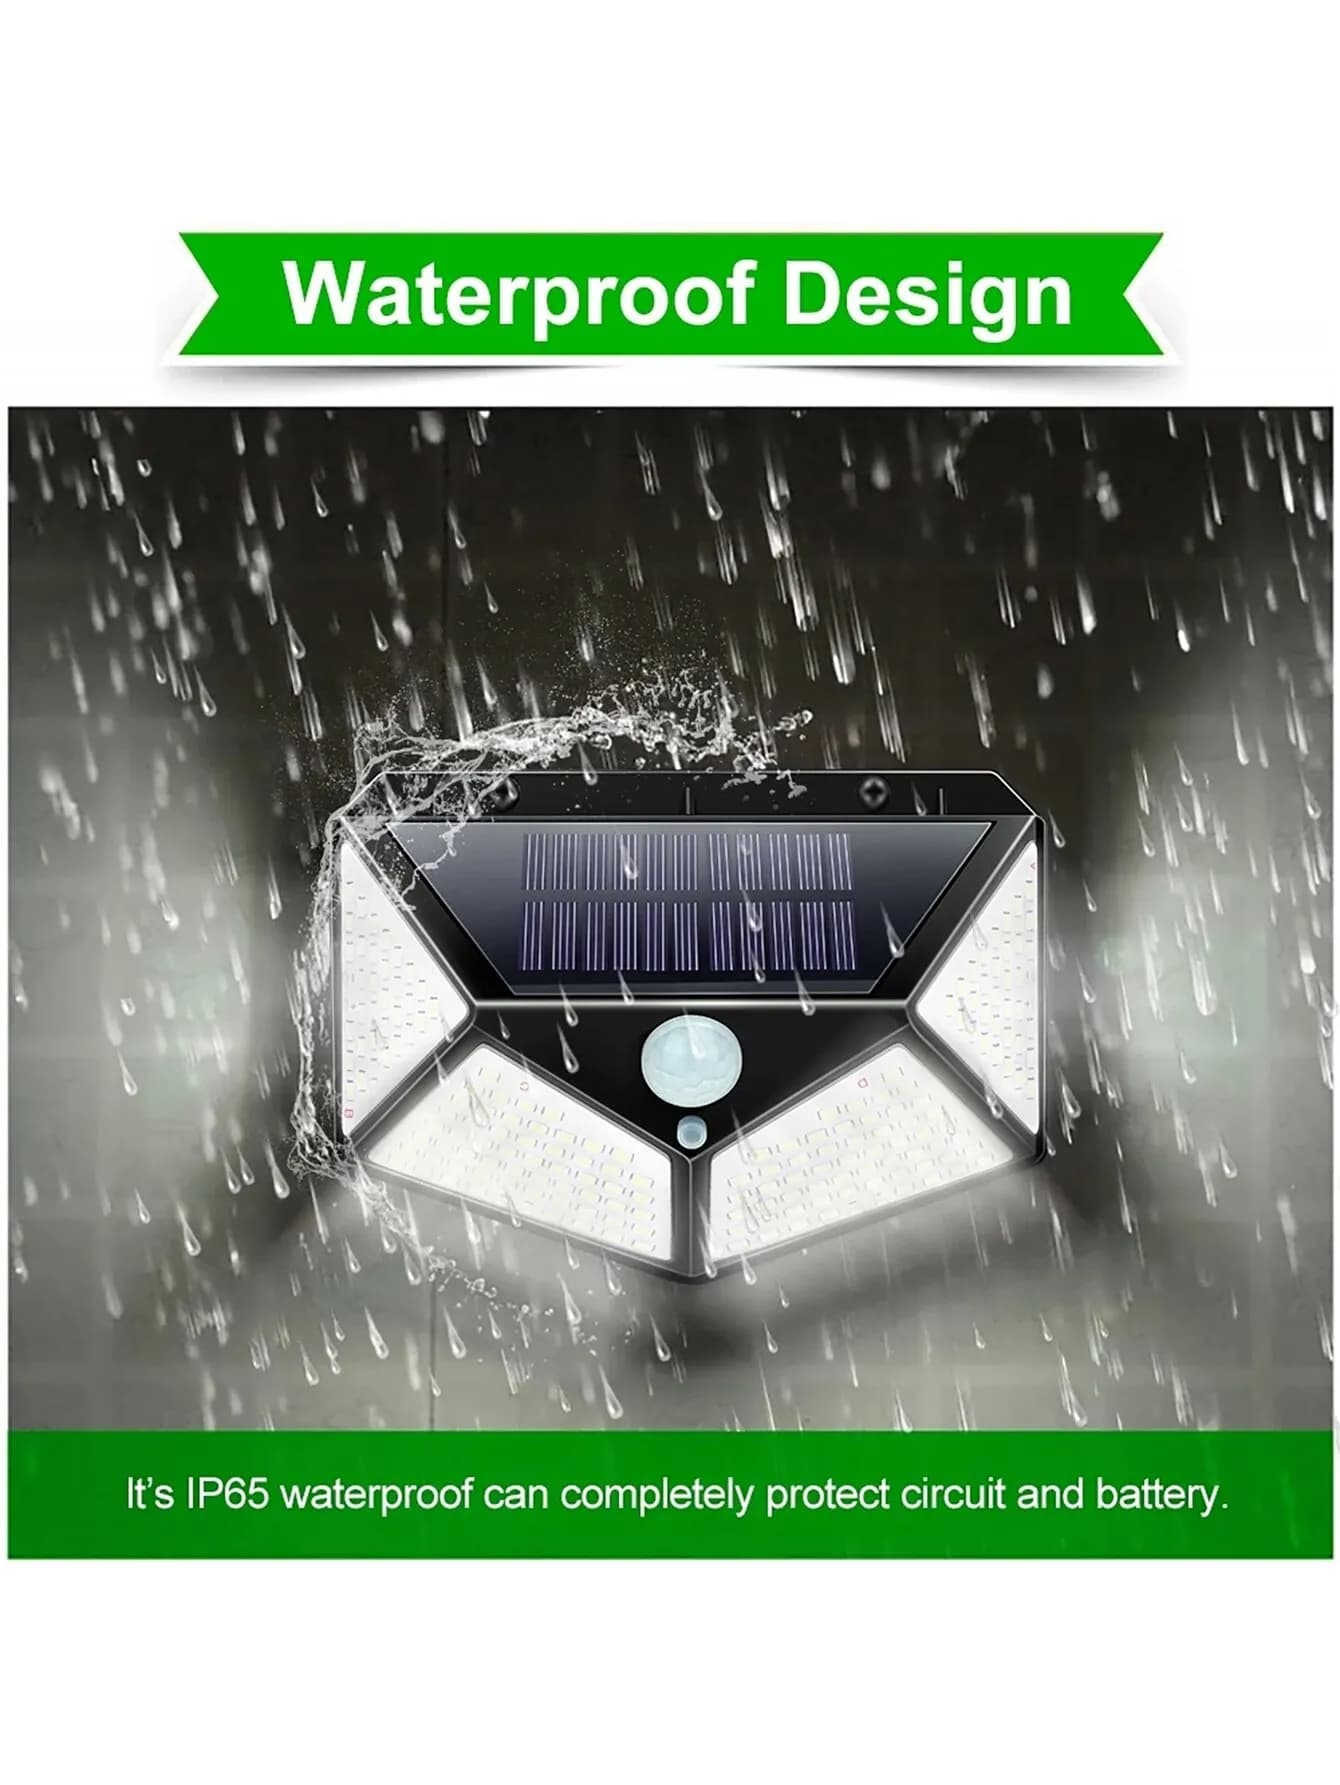 Waterproof Design
It's IP65 waterproof can completely protect circuit and battery.